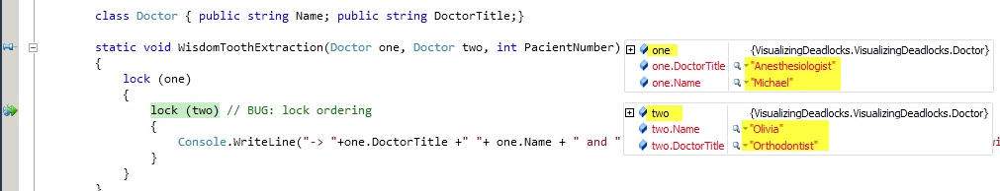 class Doctor { public string Name; public string DoctorTitle;}
static void WisdomToothExtraction(Doctor one, Doctor two, int PacientNumber)
one {VisualizingDeadlocks.VisualizingDeadlocks.Doctor}
{
one.DoctorTitle "Anesthesiologist"
lock (one)
one.Name "Michael"
{
lock (two) // BUG: lock ordering
two {VisualizingDeadlocks.VisualizingDeadlocks.Doctor}
{
two.Name "Olivia"
Console.WriteLine("-> "+one.DoctorTitle +" "+ one.Name + " and "
two.DoctorTitle "Orthodontist"
}
}
}